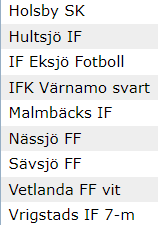 Holsby SK
Hultsjö IF
IF Eksjö Fotboll
IFK Värnamo svart
Malmbäcks IF
Nässjö FF
Sävsjö FF
Vetlanda FF vit
Vrigstads IF 7-m